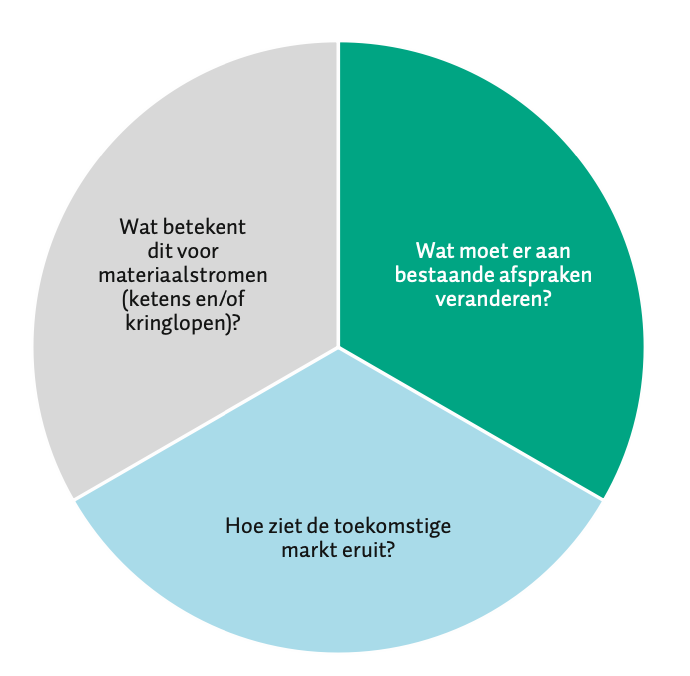 Wat betekent
dit voor
materiaalstromen
(ketens en/of
kringlopen)?
Wat moet er aan
bestaande afspraken
veranderen?
Hoe ziet de toekomstige
markt eruit?